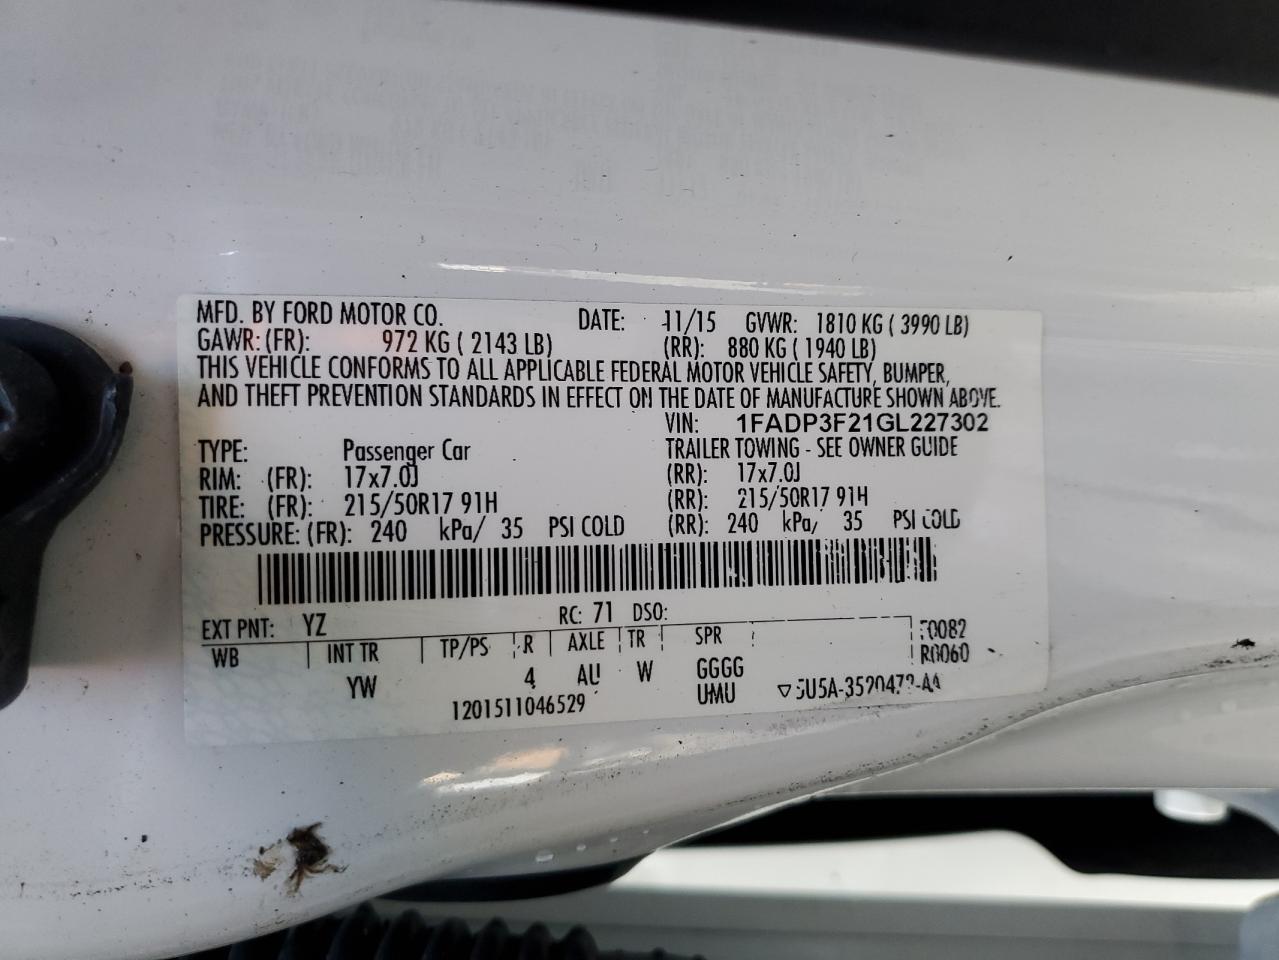 MFD. BY FORD MOTOR CO. DATE: 11/15 GVWR: 1810 KG ( 3990 LB)
GAWR: (FR): 972 KG ( 2143 LB) (RR): 880 KG ( 1940 LB)
THIS VEHICLE CONFORMS TO ALL APPLICABLE FEDERAL MOTOR VEHICLE SAFETY, BUMPER,
AND THEFT PREVENTION STANDARDS IN EFFECT ON THE DATE OF MANUFACTURE SHOWN ABOVE.
VIN: 1FADP3F21GL227302
TYPE: Passenger Car TRAILER TOWING - SEE OWNER GUIDE
RIM: (FR): 17x7.0J (RR): 17x7.0J
TIRE: (FR): 215/50R17 91H (RR): 215/50R17 91H
PRESSURE: (FR): 240 kPa/ 35 PSI COLD (RR): 240 kPa/ 35 PSI COLD
EXT PNT: YZ RC: 71 DSO:
WB INT TR TP/PS R AXLE TR SPR F0082
R0060
YW 4 AU W GGGG
1201511046529 UMU